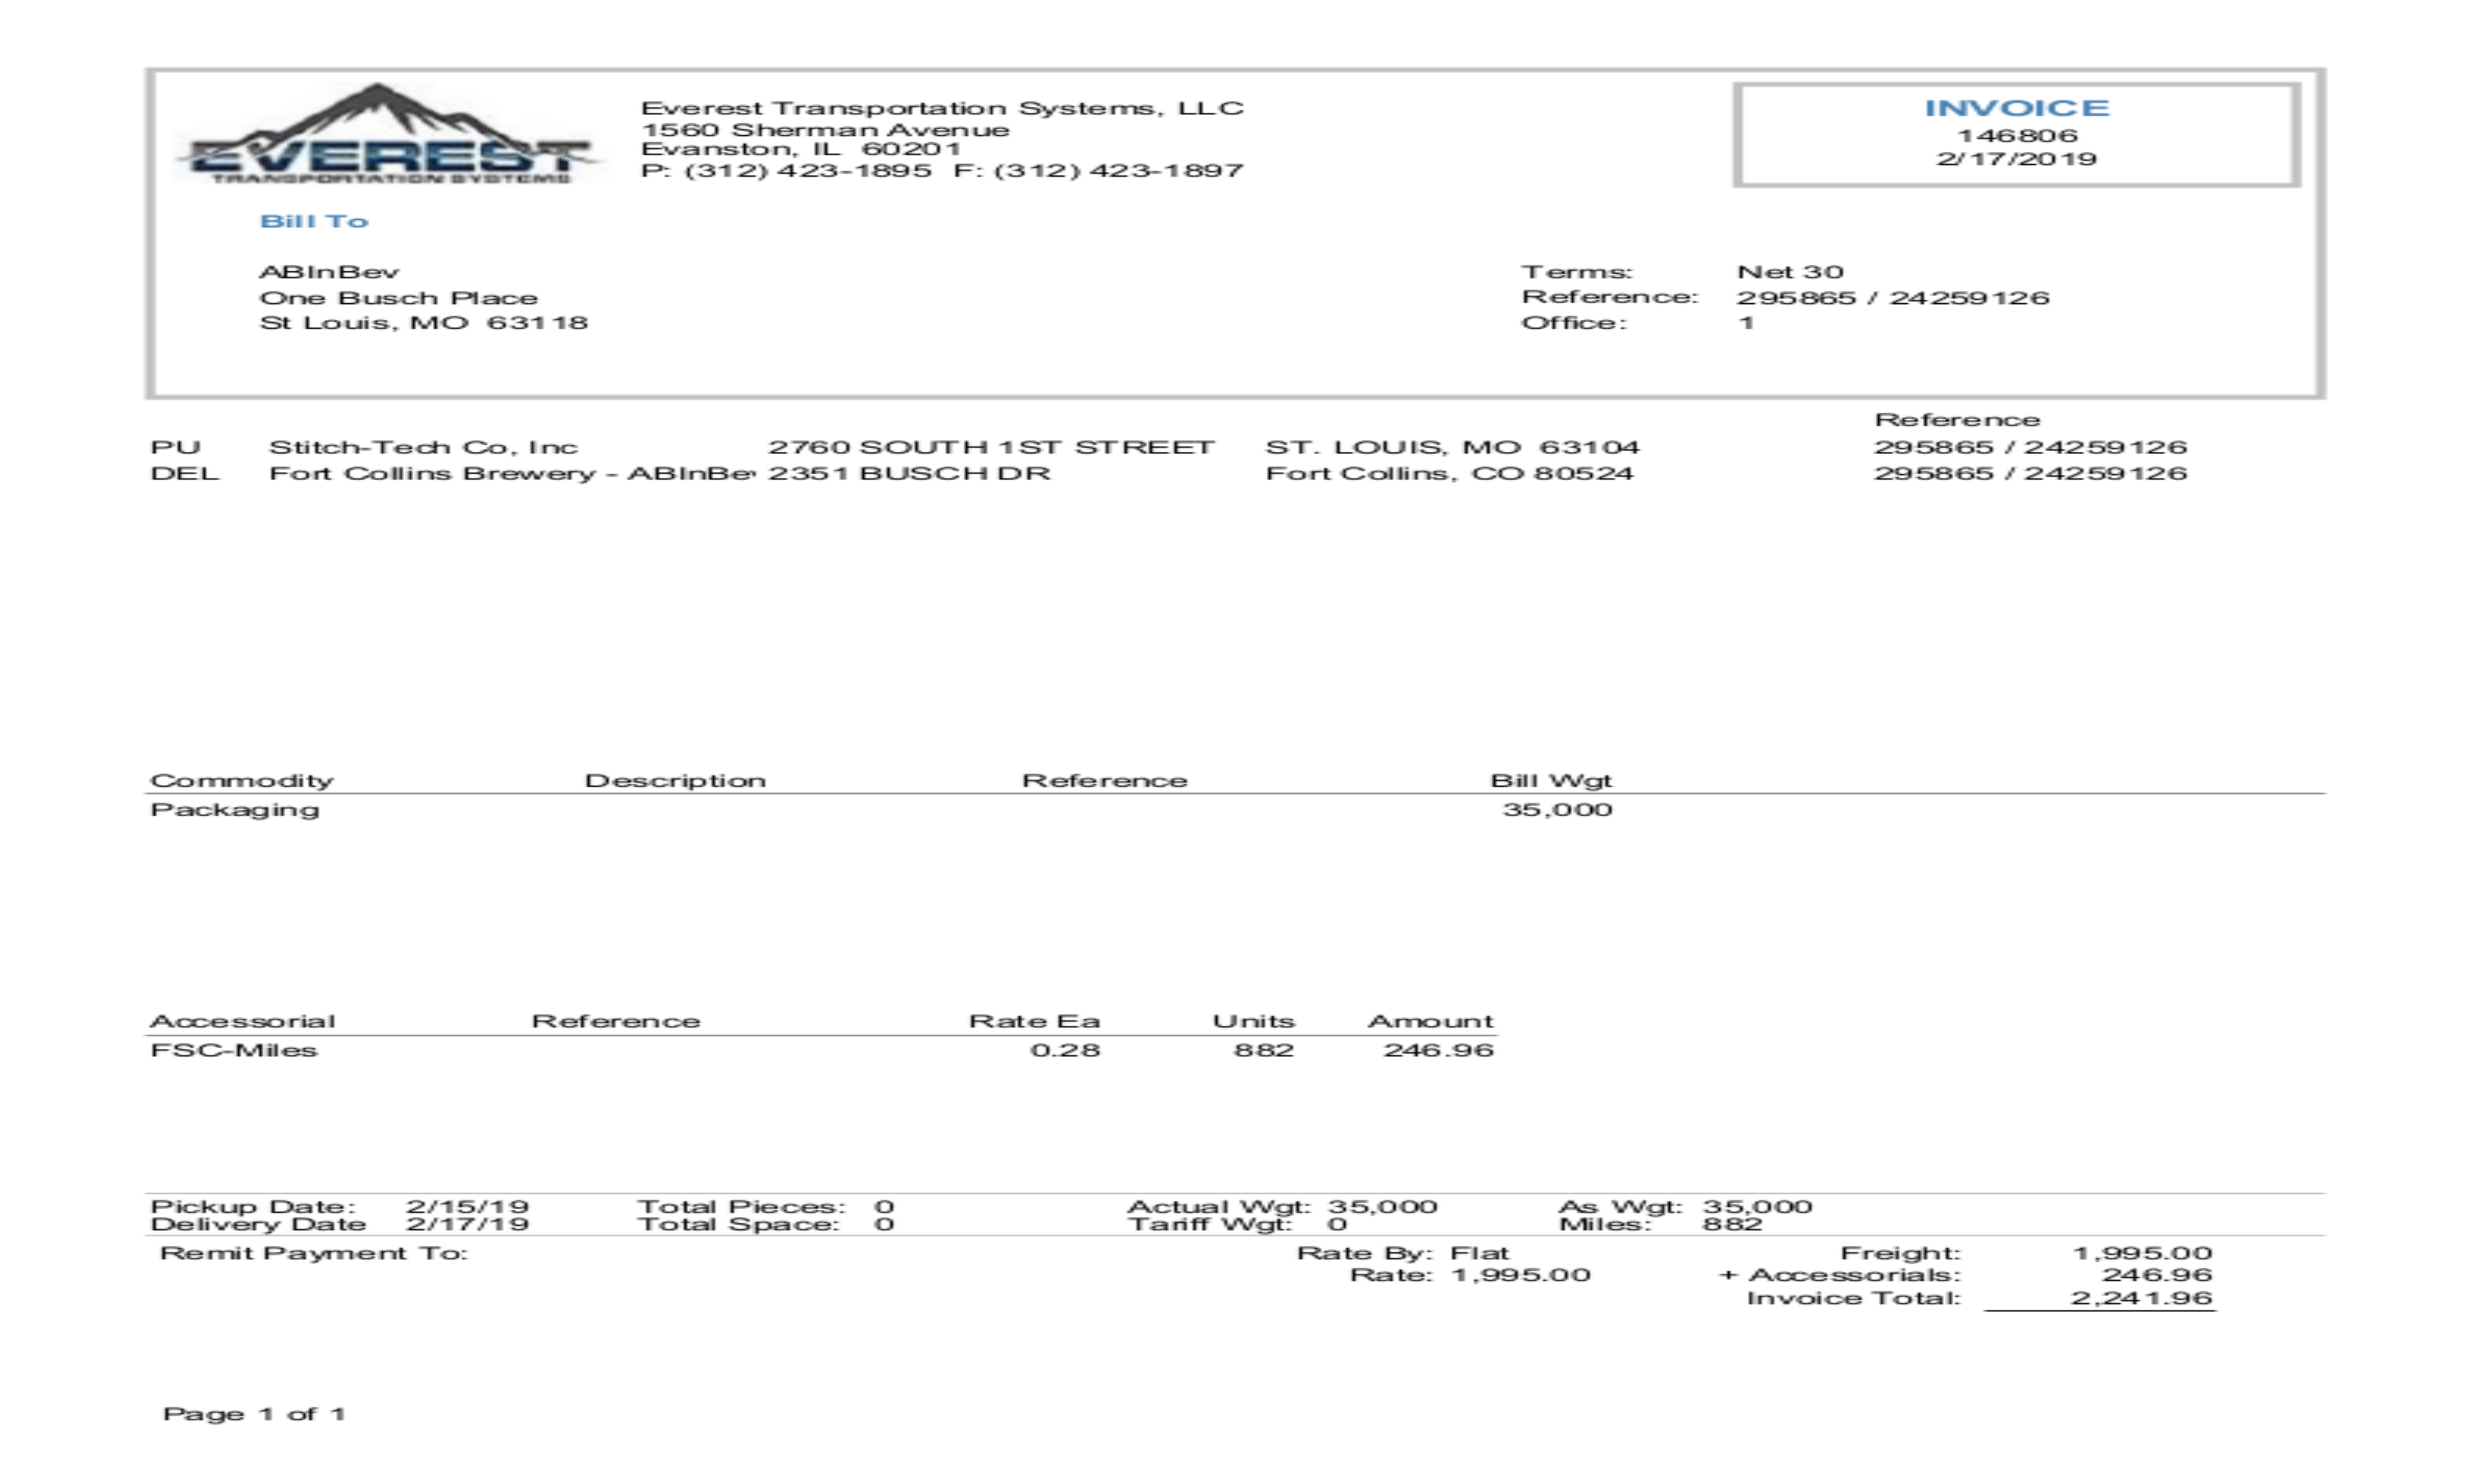 EVEREST
TRANSPORTATION SYSTEMS
Everest Transportation Systems, LLC
1560 Sherman Avenue
Evanston, IL 60201
P: (312) 423-1895 F: (312) 423-1897
INVOICE
146806
2/17/2019
Bill To
ABInBev
One Busch Place
St Louis, MO 63118
Terms: Net 30
Reference: 295865 / 24259126
Office: 1
Reference
PU Stitch-Tech Co, Inc 2760 SOUTH 1ST STREET ST. LOUIS, MO 63104 295865 / 24259126
DEL Fort Collins Brewery - ABInBe 2351 BUSCH DR Fort Collins, CO 80524 295865 / 24259126
Commodity Description Reference Bill Wgt
Packaging 35,000
Accessorial Reference Rate Ea Units Amount
FSC-Miles 0.28 882 246.96
Pickup Date: 2/15/19 Total Pieces: 0 Actual Wgt: 35,000 As Wgt: 35,000
Delivery Date 2/17/19 Total Space: 0 Tariff Wgt: 0 Miles: 882
Remit Payment To: Rate By: Flat Freight: 1,995.00
Rate: 1,995.00 + Accessorials: 246.96
Invoice Total: 2,241.96
Page 1 of 1